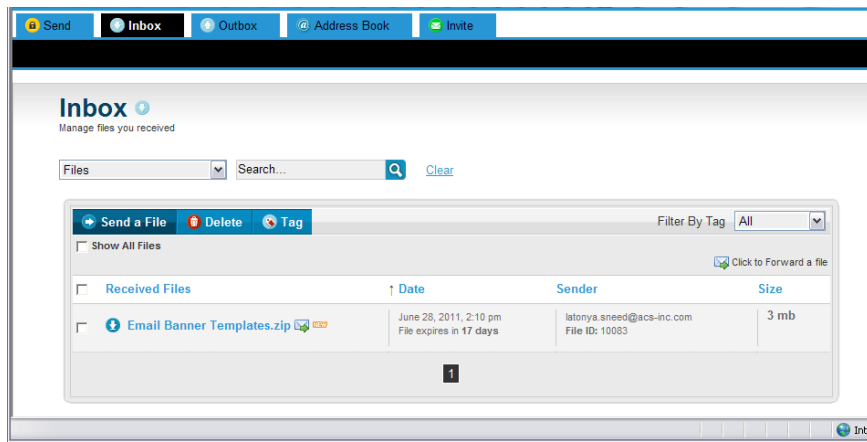 Send Inbox Outbox @ Address Book Invite
Inbox
Manage files you received
Files Search... Clear
Send a File Delete Tag Filter By Tag All
Show All Files
Click to Forward a file
Received Files ↑ Date Sender Size
Email Banner Templates.zip NEW June 28, 2011, 2:10 pm latonya.sneed@acs-inc.com 3 mb
File expires in 17 days File ID: 10083
1
Int